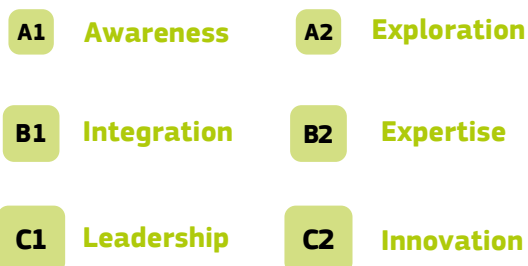 A1 Awareness A2 Exploration
B1 Integration B2 Expertise
C1 Leadership C2 Innovation